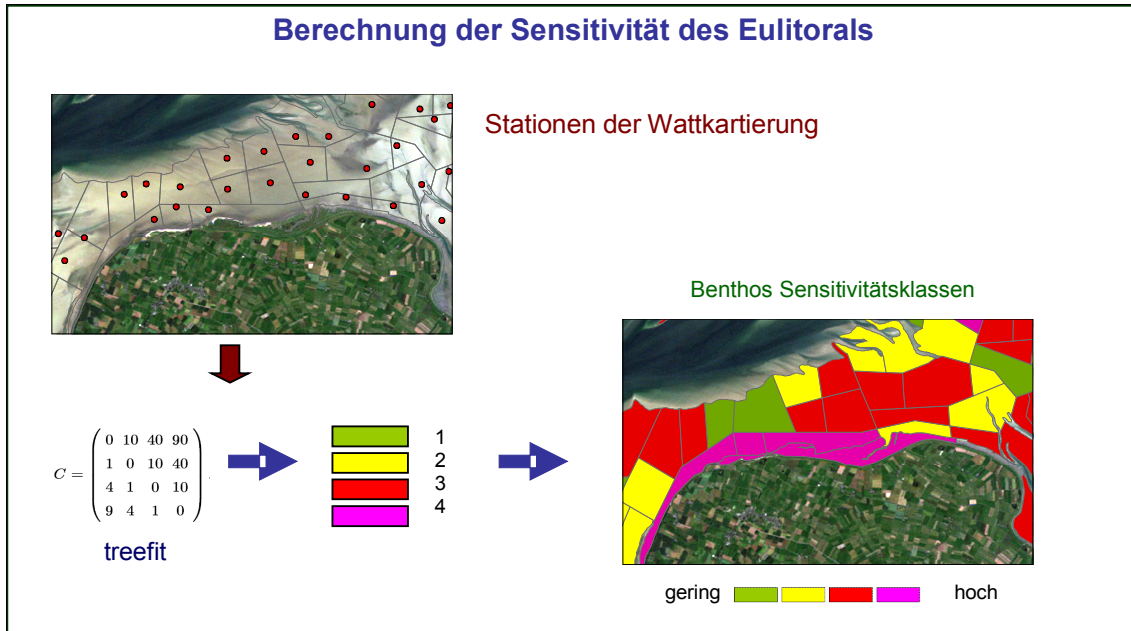 Berechnung der Sensitivität des Eulitorals
Stationen der Wattkartierung
Benthos Sensitivitätsklassen
C =
0 10 40 90
1 0 10 40
4 1 0 10
9 4 1 0
.
treefit
1
2
3
4
gering hoch